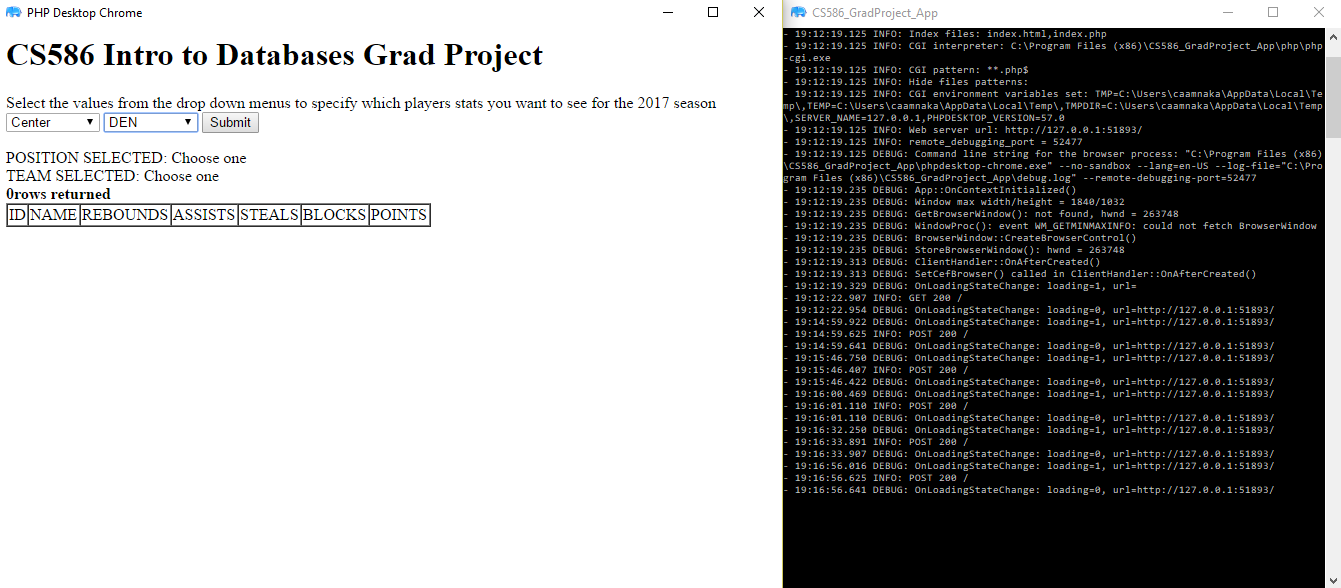 PHP Desktop Chrome
CS586 Intro to Databases Grad Project
Select the values from the drop down menus to specify which players stats you want to see for the 2017 season
Center DEN Submit
POSITION SELECTED: Choose one
TEAM SELECTED: Choose one
0rows returned
ID NAME REBOUNDS ASSISTS STEALS BLOCKS POINTS
CS586_GradProject_App
- 19:12:19.125 INFO: Index files: index.html,index.php
- 19:12:19.125 INFO: CGI interpreter: C:\Program Files (x86)\CS586_GradProject_App\php\php
-cgi.exe
- 19:12:19.125 INFO: CGI pattern: **.php$
- 19:12:19.125 INFO: Hide files patterns:
- 19:12:19.125 INFO: CGI environment variables set: TMP=C:\Users\caamnaka\AppData\Local\Te
mp\,TEMP=C:\Users\caamnaka\AppData\Local\Temp\,TMPDIR=C:\Users\caamnaka\AppData\Local\Temp
\,SERVER_NAME=127.0.0.1,PHPDESKTOP_VERSION=57.0
- 19:12:19.125 INFO: Web server url: http://127.0.0.1:51893/
- 19:12:19.125 INFO: remote_debugging_port = 52477
- 19:12:19.125 DEBUG: Command line string for the browser process: "C:\Program Files (x86)
\CS586_GradProject_App\phpdesktop-chrome.exe" --no-sandbox --lang=en-US --log-file="C:\Pro
gram Files (x86)\CS586_GradProject_App\debug.log" --remote-debugging-port=52477
- 19:12:19.235 DEBUG: App::OnContextInitialized()
- 19:12:19.235 DEBUG: Window max width/height = 1840/1032
- 19:12:19.235 DEBUG: GetBrowserWindow(): not found, hwnd = 263748
- 19:12:19.235 DEBUG: WindowProc(): event WM_GETMINMAXINFO: could not fetch BrowserWindow
- 19:12:19.235 DEBUG: BrowserWindow::CreateBrowserControl()
- 19:12:19.235 DEBUG: StoreBrowserWindow(): hwnd = 263748
- 19:12:19.313 DEBUG: ClientHandler::OnAfterCreated()
- 19:12:19.313 DEBUG: SetCefBrowser() called in ClientHandler::OnAfterCreated()
- 19:12:19.329 DEBUG: OnLoadingStateChange: loading=1, url=
- 19:12:22.907 INFO: GET 200 /
- 19:12:22.954 DEBUG: OnLoadingStateChange: loading=0, url=http://127.0.0.1:51893/
- 19:14:59.922 DEBUG: OnLoadingStateChange: loading=1, url=http://127.0.0.1:51893/
- 19:14:59.625 INFO: POST 200 /
- 19:14:59.641 DEBUG: OnLoadingStateChange: loading=0, url=http://127.0.0.1:51893/
- 19:15:46.750 DEBUG: OnLoadingStateChange: loading=1, url=http://127.0.0.1:51893/
- 19:15:46.407 INFO: POST 200 /
- 19:15:46.422 DEBUG: OnLoadingStateChange: loading=0, url=http://127.0.0.1:51893/
- 19:16:00.469 DEBUG: OnLoadingStateChange: loading=1, url=http://127.0.0.1:51893/
- 19:16:01.110 INFO: POST 200 /
- 19:16:01.110 DEBUG: OnLoadingStateChange: loading=0, url=http://127.0.0.1:51893/
- 19:16:32.250 DEBUG: OnLoadingStateChange: loading=1, url=http://127.0.0.1:51893/
- 19:16:33.891 INFO: POST 200 /
- 19:16:33.907 DEBUG: OnLoadingStateChange: loading=0, url=http://127.0.0.1:51893/
- 19:16:56.016 DEBUG: OnLoadingStateChange: loading=1, url=http://127.0.0.1:51893/
- 19:16:56.625 INFO: POST 200 /
- 19:16:56.641 DEBUG: OnLoadingStateChange: loading=0, url=http://127.0.0.1:51893/